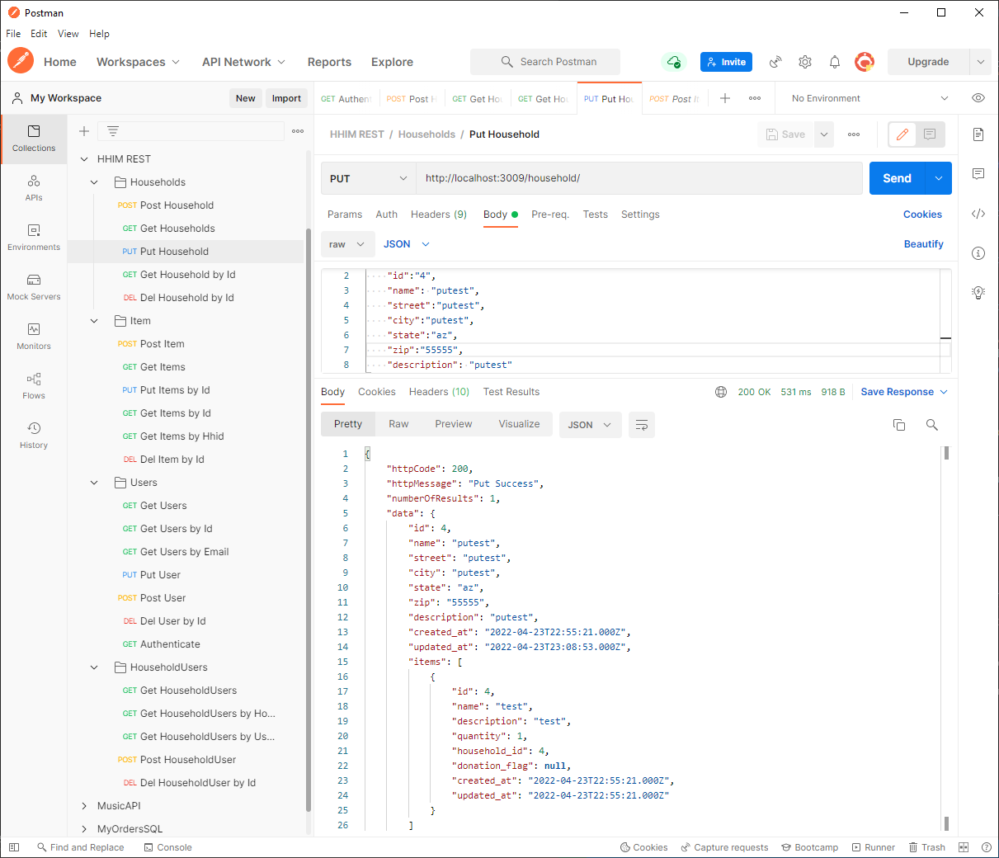 Postman
File Edit View Help
Home Workspaces API Network Reports Explore Search Postman Invite Upgrade
My Workspace New Import
GET Authen POST Post H GET Get Hou GET Get Hou PUT Put Hou POST Post It No Environment
Collections
APIs
Environments
Mock Servers
Monitors
Flows
History
HHIM REST
Households
POST Post Household
GET Get Households
PUT Put Household
GET Get Household by Id
DEL Del Household by Id
Item
POST Post Item
GET Get Items
PUT Put Items by Id
GET Get Items by Id
GET Get Items by Hhid
DEL Del Item by Id
Users
GET Get Users
GET Get Users by Id
GET Get Users by Email
PUT Put User
POST Post User
DEL Del User by Id
GET Authenticate
HouseholdUsers
GET Get HouseholdUsers
GET Get HouseholdUsers by Ho...
GET Get HouseholdUsers by Us...
POST Post HouseholdUser
DEL Del HouseholdUser by Id
MusicAPI
MyOrdersSQL
HHIM REST / Households / Put Household Save
PUT http://localhost:3009/household/ Send
Params Auth Headers (9) Body Pre-req. Tests Settings Cookies
raw JSON Beautify
2 "id":"4",
3 "name": "putest",
4 "street":"putest",
5 "city":"putest",
6 "state":"az",
7 "zip":"55555",
8 "description": "putest"
Body Cookies Headers (10) Test Results 200 OK 531 ms 918 B Save Response
Pretty Raw Preview Visualize JSON
1 {
2 "httpCode": 200,
3 "httpMessage": "Put Success",
4 "numberOfResults": 1,
5 "data": {
6 "id": 4,
7 "name": "putest",
8 "street": "putest",
9 "city": "putest",
10 "state": "az",
11 "zip": "55555",
12 "description": "putest",
13 "created_at": "2022-04-23T22:55:21.000Z",
14 "updated_at": "2022-04-23T23:08:53.000Z",
15 "items": [
16 {
17 "id": 4,
18 "name": "test",
19 "description": "test",
20 "quantity": 1,
21 "household_id": 4,
22 "donation_flag": null,
23 "created_at": "2022-04-23T22:55:21.000Z",
24 "updated_at": "2022-04-23T22:55:21.000Z"
25 }
26 ]
Find and Replace Console Cookies Capture requests Bootcamp Runner Trash